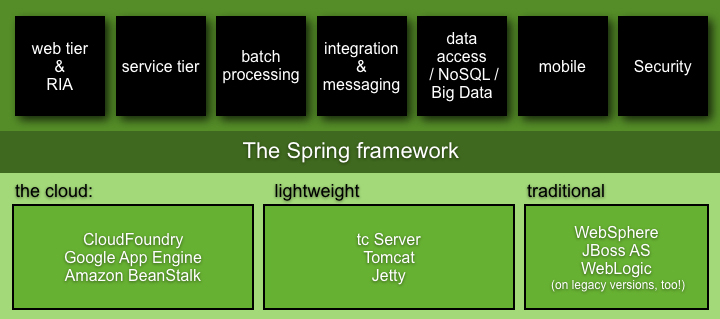 web tier
&
RIA
service tier
batch
processing
integration
&
messaging
data
access
/ NoSQL /
Big Data
mobile
Security
The Spring framework
the cloud:
CloudFoundry
Google App Engine
Amazon BeanStalk
lightweight
tc Server
Tomcat
Jetty
traditional
WebSphere
JBoss AS
WebLogic
(on legacy versions, too!)